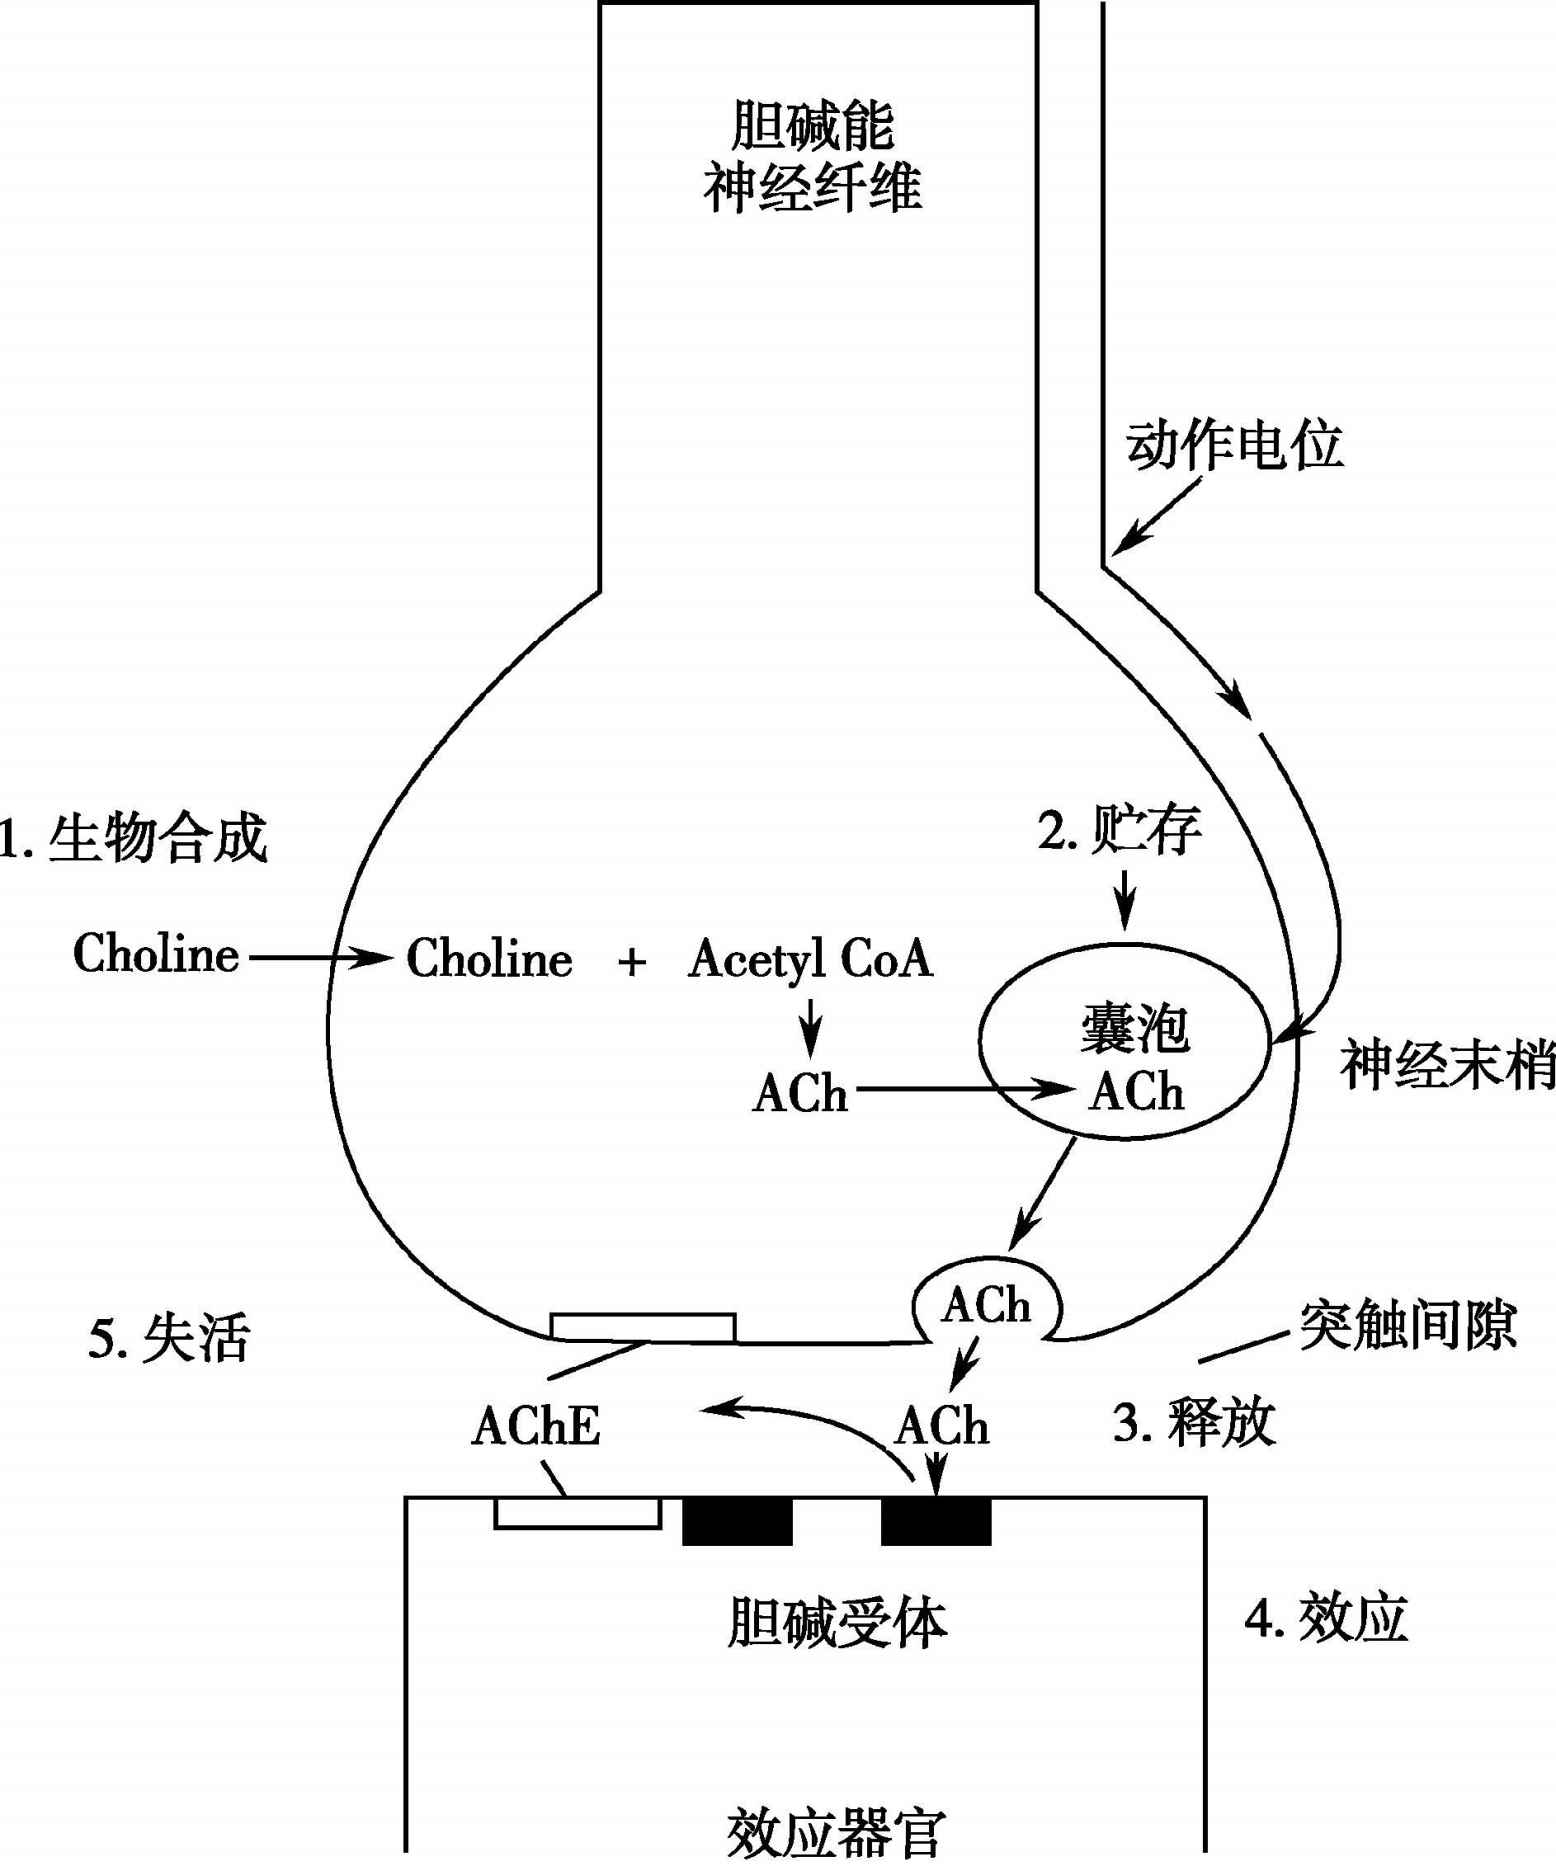 胆碱能
神经纤维
动作电位
1. 生物合成
2. 贮存
Choline
Choline + Acetyl CoA
囊泡
ACh
ACh
神经末梢
ACh
5. 失活
突触间隙
AChE
ACh
3. 释放
胆碱受体
4. 效应
效应器官